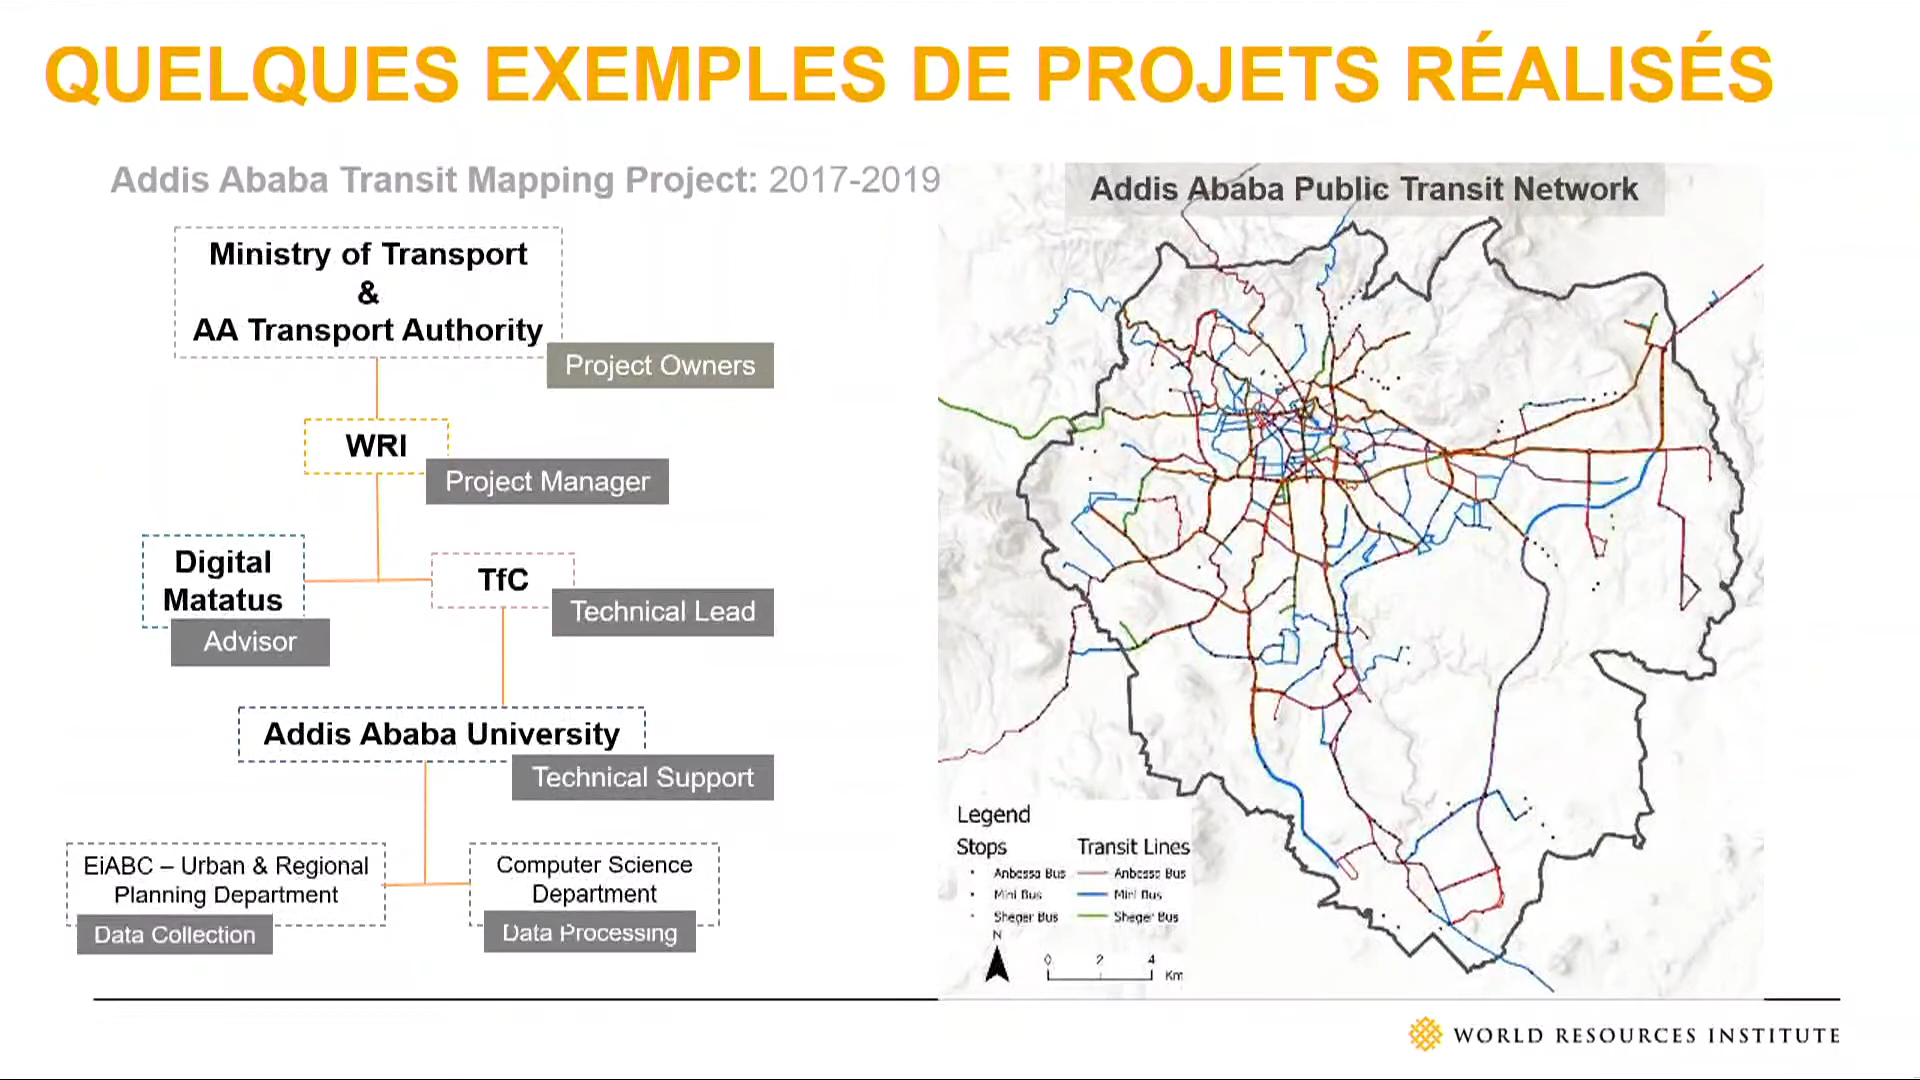 QUELQUES EXEMPLES DE PROJETS RÉALISÉS
Addis Ababa Transit Mapping Project: 2017-2019
Ministry of Transport
&
AA Transport Authority
Project Owners
WRI
Project Manager
Digital
Matatus
Advisor
TfC
Technical Lead
Addis Ababa University
Technical Support
EiABC – Urban & Regional
Planning Department
Data Collection
Computer Science
Department
Data Processing
Addis Ababa Public Transit Network
Legend
Stops
Transit Lines
Anbessa Bus
Anbessa Bus
Mini Bus
Mini Bus
Sheger Bus
Sheger Bus
N
0 2 4
Km
WORLD RESOURCES INSTITUTE